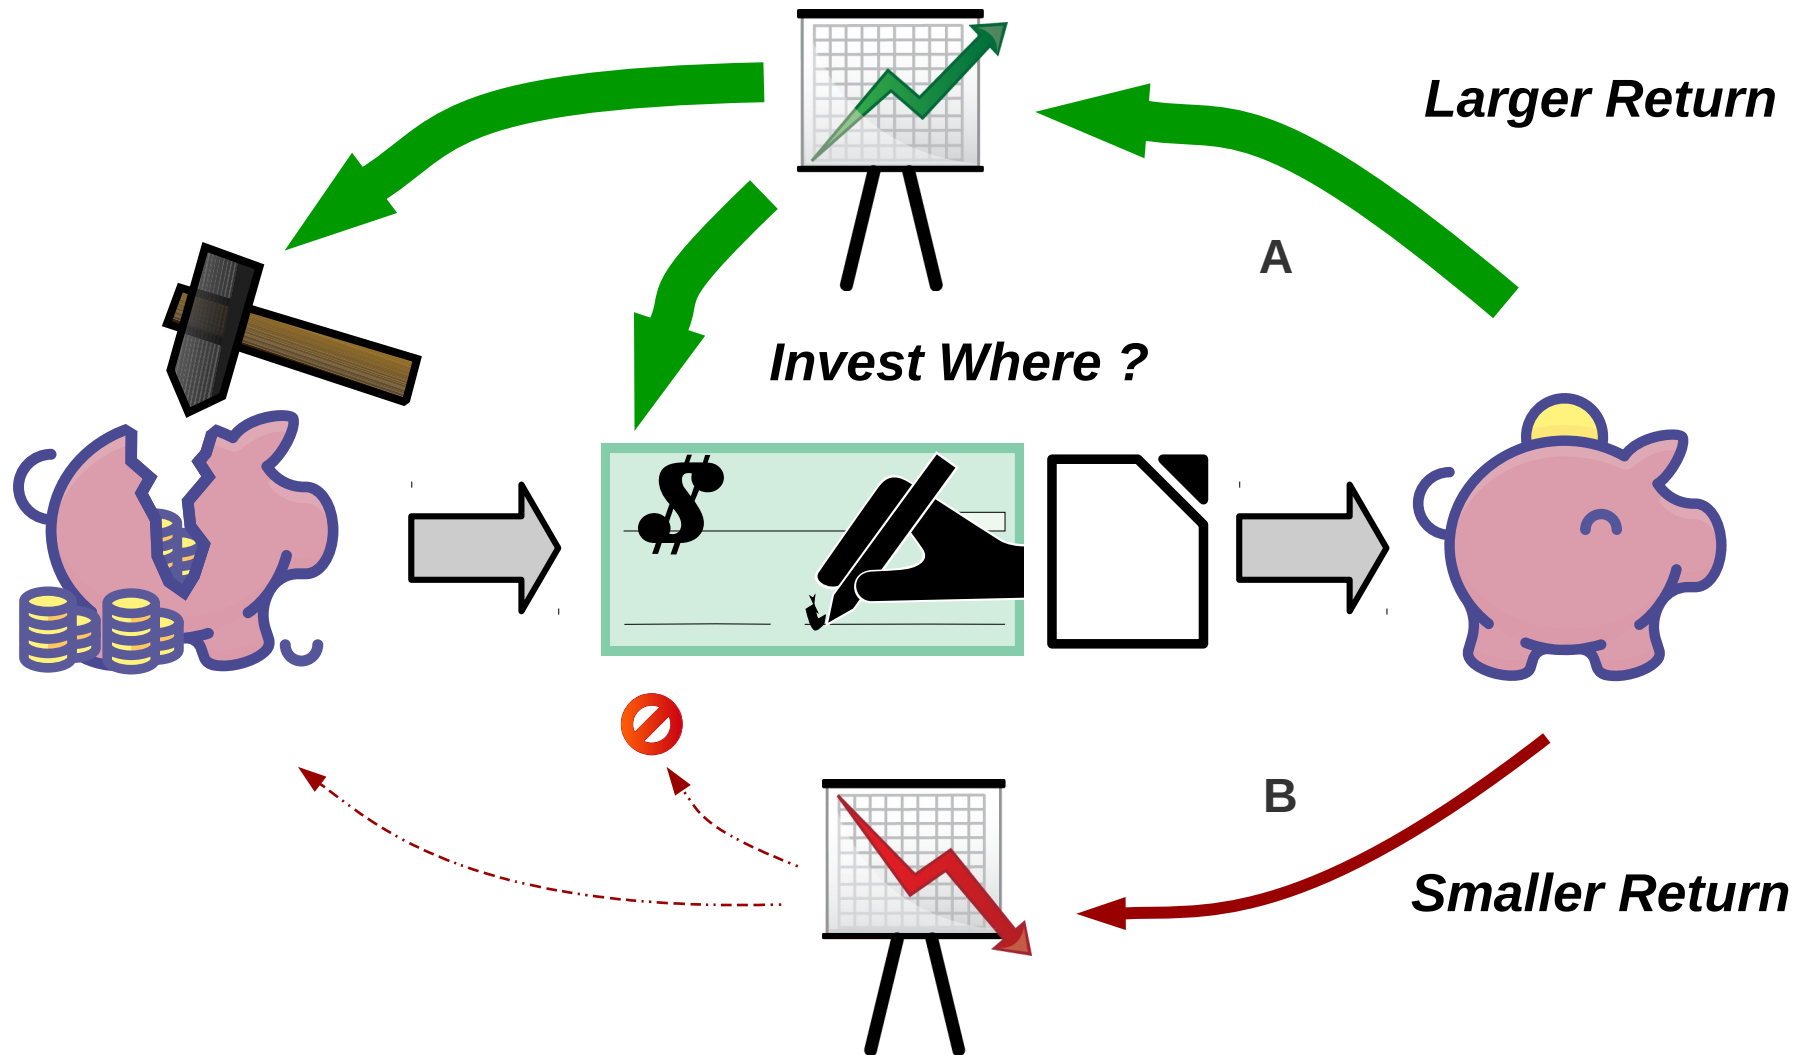 Larger Return
A
Invest Where ?
$
B
Smaller Return